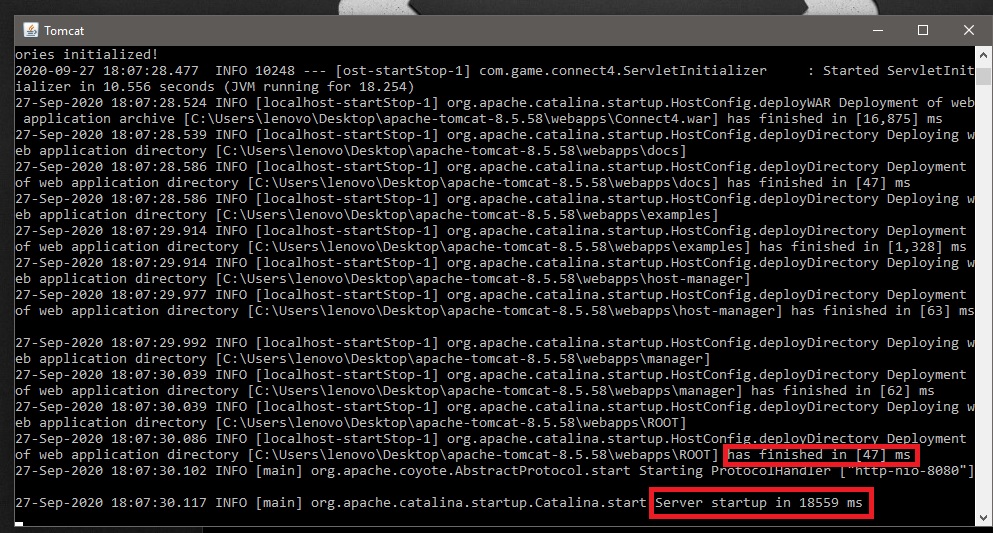 Tomcat
ories initialized!
2020-09-27 18:07:28.477  INFO 10248 --- [ost-startStop-1] com.game.connect4.ServletInitializer     : Started ServletInit
ializer in 10.556 seconds (JVM running for 18.254)
27-Sep-2020 18:07:28.524 INFO [localhost-startStop-1] org.apache.catalina.startup.HostConfig.deployWAR Deployment of web
 application archive [C:\Users\lenovo\Desktop\apache-tomcat-8.5.58\webapps\Connect4.war] has finished in [16,875] ms
27-Sep-2020 18:07:28.539 INFO [localhost-startStop-1] org.apache.catalina.startup.HostConfig.deployDirectory Deploying w
eb application directory [C:\Users\lenovo\Desktop\apache-tomcat-8.5.58\webapps\docs]
27-Sep-2020 18:07:28.586 INFO [localhost-startStop-1] org.apache.catalina.startup.HostConfig.deployDirectory Deployment
of web application directory [C:\Users\lenovo\Desktop\apache-tomcat-8.5.58\webapps\docs] has finished in [47] ms
27-Sep-2020 18:07:28.586 INFO [localhost-startStop-1] org.apache.catalina.startup.HostConfig.deployDirectory Deploying w
eb application directory [C:\Users\lenovo\Desktop\apache-tomcat-8.5.58\webapps\examples]
27-Sep-2020 18:07:29.914 INFO [localhost-startStop-1] org.apache.catalina.startup.HostConfig.deployDirectory Deployment
of web application directory [C:\Users\lenovo\Desktop\apache-tomcat-8.5.58\webapps\examples] has finished in [1,328] ms
27-Sep-2020 18:07:29.914 INFO [localhost-startStop-1] org.apache.catalina.startup.HostConfig.deployDirectory Deploying w
eb application directory [C:\Users\lenovo\Desktop\apache-tomcat-8.5.58\webapps\host-manager]
27-Sep-2020 18:07:29.977 INFO [localhost-startStop-1] org.apache.catalina.startup.HostConfig.deployDirectory Deployment
of web application directory [C:\Users\lenovo\Desktop\apache-tomcat-8.5.58\webapps\host-manager] has finished in [63] ms
27-Sep-2020 18:07:29.992 INFO [localhost-startStop-1] org.apache.catalina.startup.HostConfig.deployDirectory Deploying w
eb application directory [C:\Users\lenovo\Desktop\apache-tomcat-8.5.58\webapps\manager]
27-Sep-2020 18:07:30.039 INFO [localhost-startStop-1] org.apache.catalina.startup.HostConfig.deployDirectory Deployment
of web application directory [C:\Users\lenovo\Desktop\apache-tomcat-8.5.58\webapps\manager] has finished in [62] ms
27-Sep-2020 18:07:30.039 INFO [localhost-startStop-1] org.apache.catalina.startup.HostConfig.deployDirectory Deploying w
eb application directory [C:\Users\lenovo\Desktop\apache-tomcat-8.5.58\webapps\ROOT]
27-Sep-2020 18:07:30.086 INFO [localhost-startStop-1] org.apache.catalina.startup.HostConfig.deployDirectory Deployment
of web application directory [C:\Users\lenovo\Desktop\apache-tomcat-8.5.58\webapps\ROOT] has finished in [47] ms
27-Sep-2020 18:07:30.102 INFO [main] org.apache.coyote.AbstractProtocol.start Starting ProtocolHandler ["http-nio-8080"]
27-Sep-2020 18:07:30.117 INFO [main] org.apache.catalina.startup.Catalina.start Server startup in 18559 ms